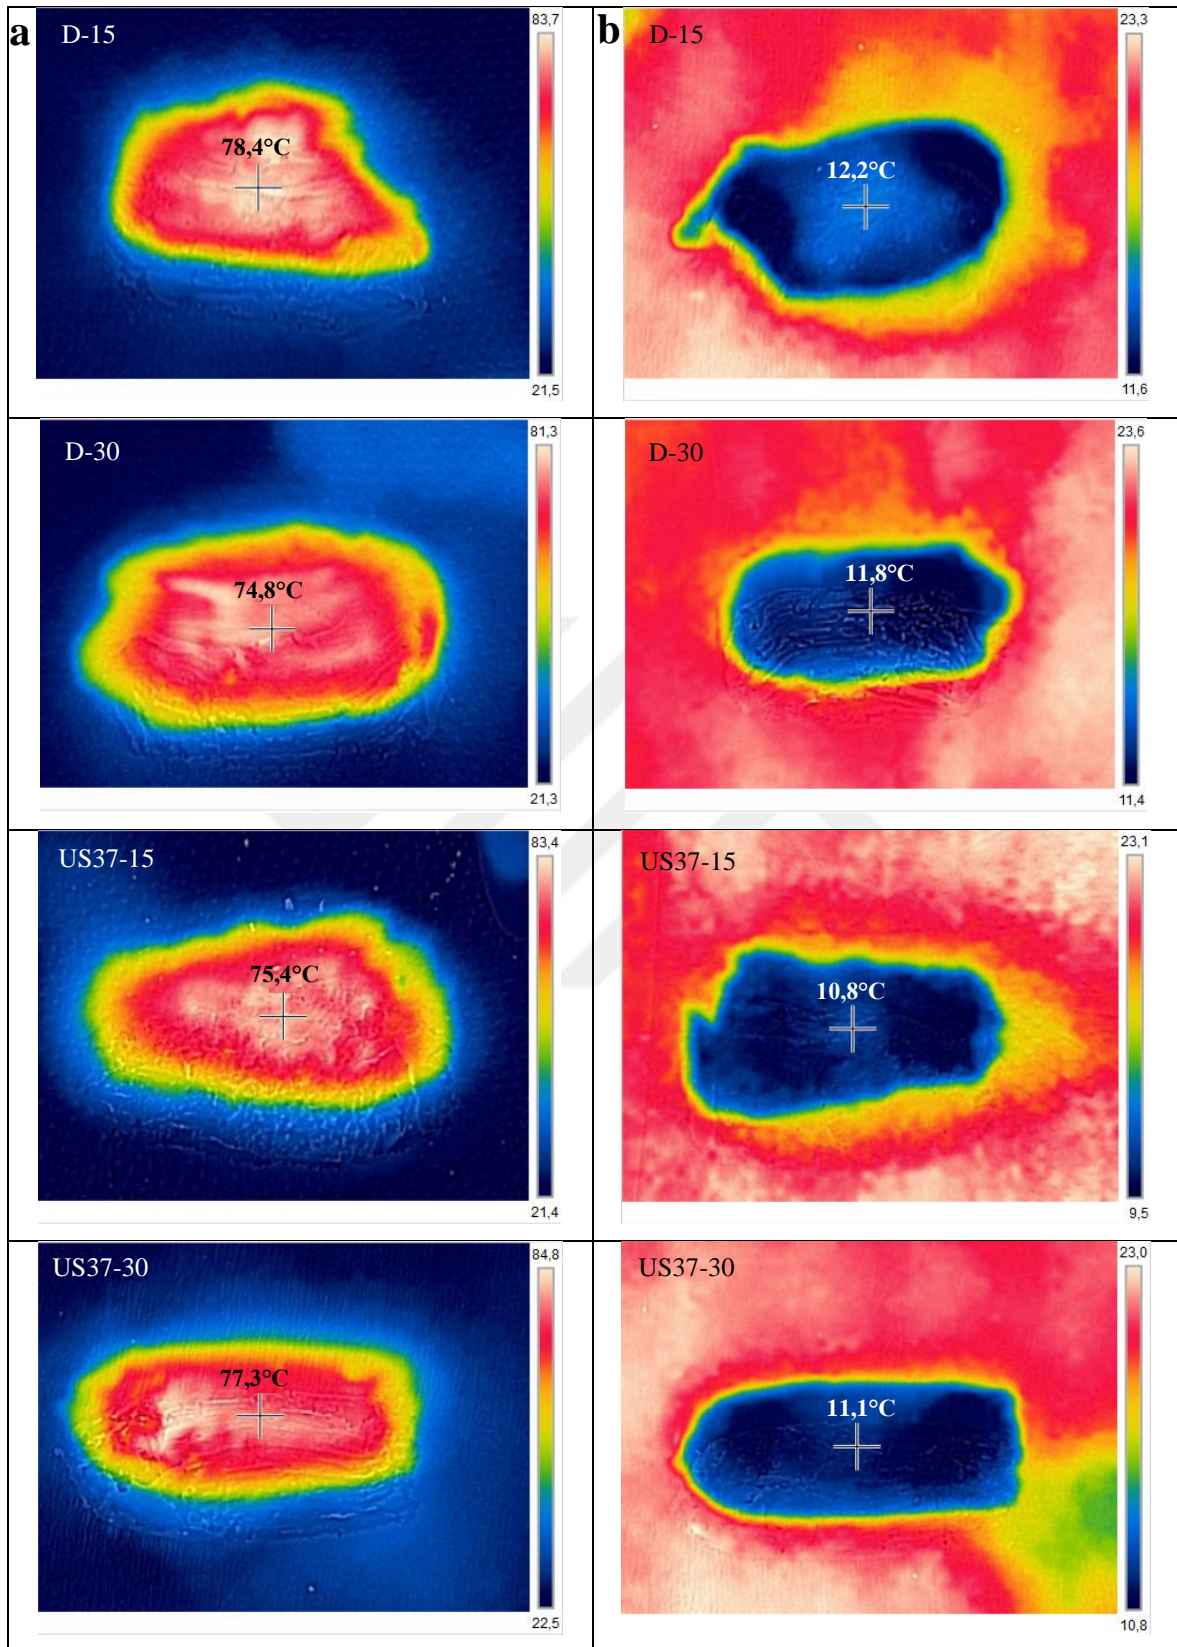 a
D-15
83,7
78,4°C
21,5
b
D-15
23,3
12,2°C
11,6
D-30
81,3
74,8°C
21,3
D-30
23,6
11,8°C
11,4
US37-15
83,4
75,4°C
21,4
US37-15
23,1
10,8°C
9,5
US37-30
84,8
77,3°C
22,5
US37-30
23,0
11,1°C
10,8